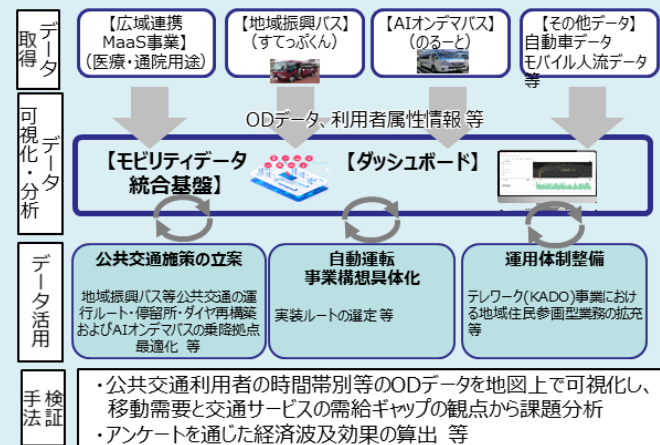 データ取得
【広域連携
MaaS事業】
(医療・通院用途)
【地域振興バス】
(すてっぷくん)
【AIオンデマバス】
(のるーと)
【その他データ】
自動車データ
モバイル人流データ
等
データ可視化・分析
ODデータ、利用者属性情報 等
【モビリティデータ
統合基盤】
【ダッシュボード】
データ活用
公共交通施策の立案
地域振興バス等公共交通の運
行ルート・停留所・ダイヤ再構築
およびAIオンデマバスの乗降拠点
最適化 等
自動運転
事業構想具体化
実装ルートの選定 等
運用体制整備
テレワーク(KADO)事業におけ
る地域住民参画型業務の拡充
等
検証手法
・公共交通利用者の時間帯別等のODデータを地図上で可視化し、
移動需要と交通サービスの需給ギャップの観点から課題分析
・アンケートを通じた経済波及効果の算出 等